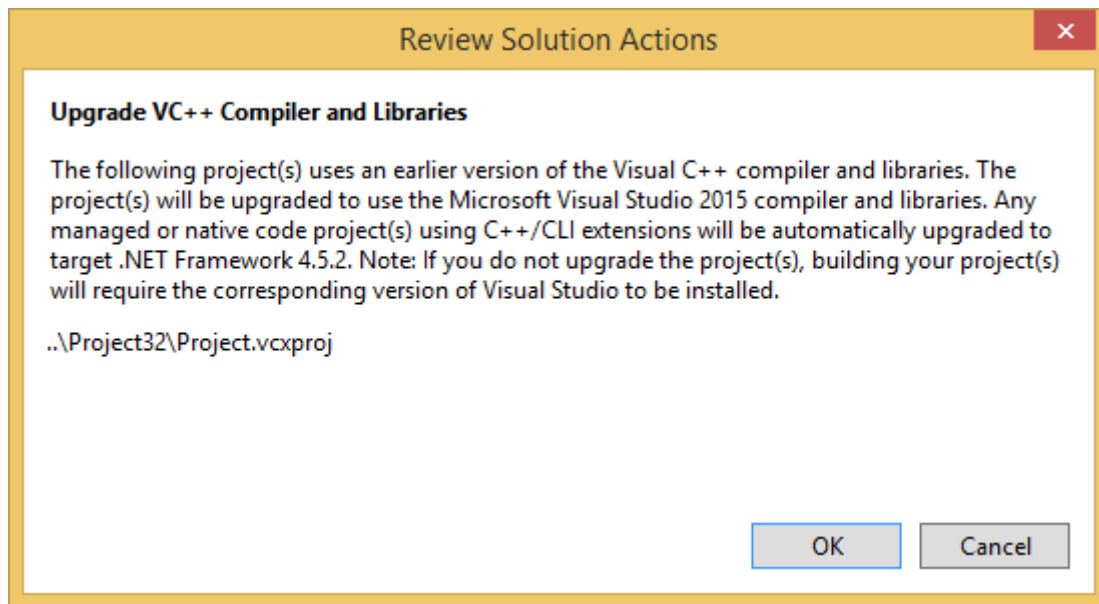 Review Solution Actions
Upgrade VC++ Compiler and Libraries
The following project(s) uses an earlier version of the Visual C++ compiler and libraries. The
project(s) will be upgraded to use the Microsoft Visual Studio 2015 compiler and libraries. Any
managed or native code project(s) using C++/CLI extensions will be automatically upgraded to
target .NET Framework 4.5.2. Note: If you do not upgrade the project(s), building your project(s)
will require the corresponding version of Visual Studio to be installed.
..\Project32\Project.vcxproj
OK Cancel